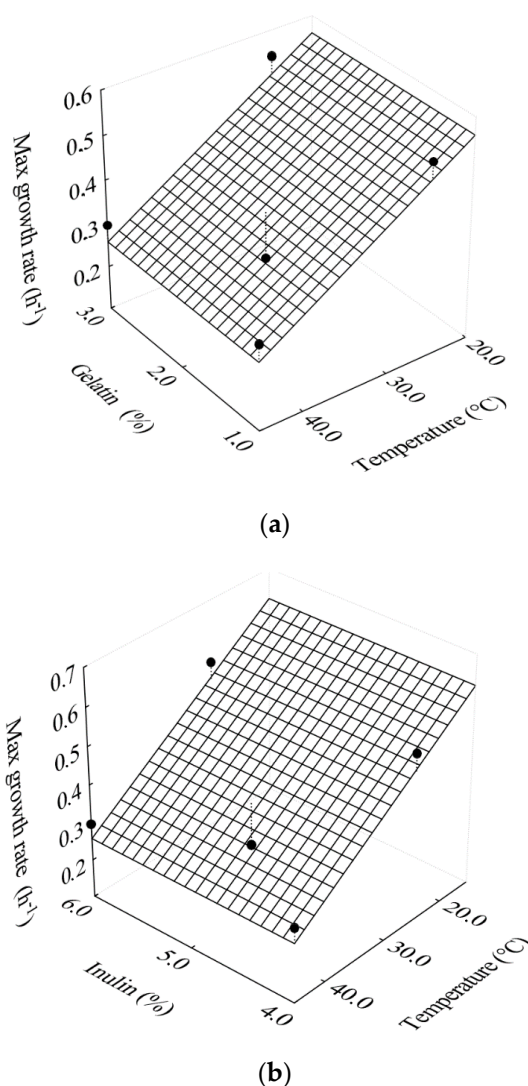 0.6
0.5
0.4
0.3
0.2
Max growth rate (h⁻¹)
3.0
2.0
1.0
Gelatin (%)
20.0
30.0
40.0
Temperature (°C)
(a)
0.7
0.6
0.5
0.4
0.3
0.2
Max growth rate
(h⁻¹)
6.0
5.0
4.0
Inulin (%)
20.0
30.0
40.0
Temperature (°C)
(b)